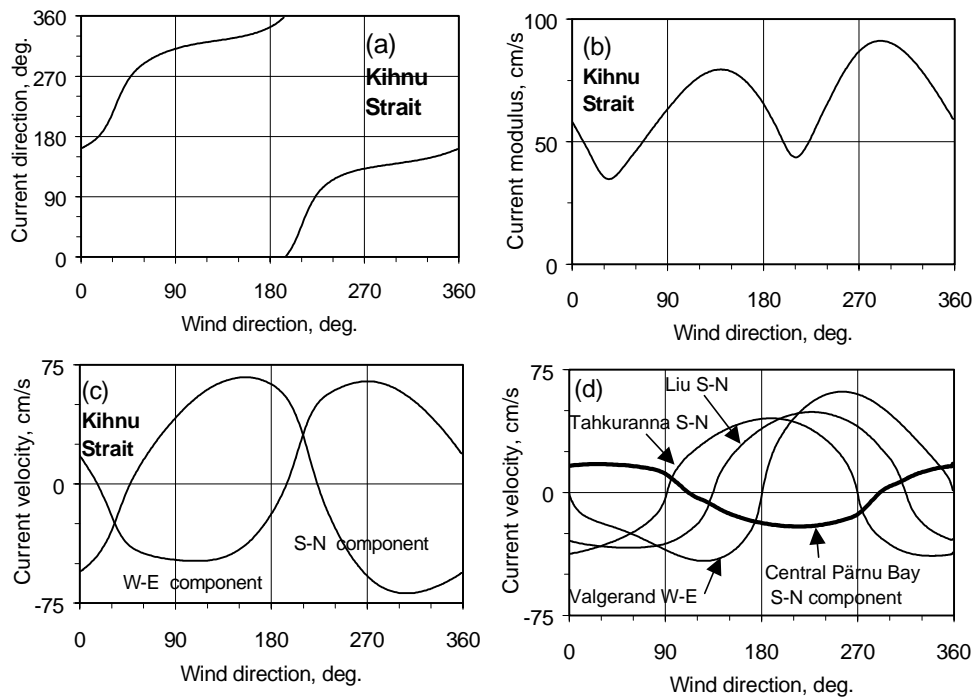 (a)
Kihnu
Strait
360
270
180
90
0
Current direction, deg.
0 90 180 270 360
Wind direction, deg.
(b)
Kihnu
Strait
100
50
0
Current modulus, cm/s
0 90 180 270 360
Wind direction, deg.
(c)
Kihnu
Strait
75
0
-75
Current velocity, cm/s
S-N component
W-E component
0 90 180 270 360
Wind direction, deg.
(d)
Liu S-N
Tahkuranna S-N
75
0
-75
Current velocity, cm/s
Valgerand W-E
Central Pärnu Bay
S-N component
0 90 180 270 360
Wind direction, deg.